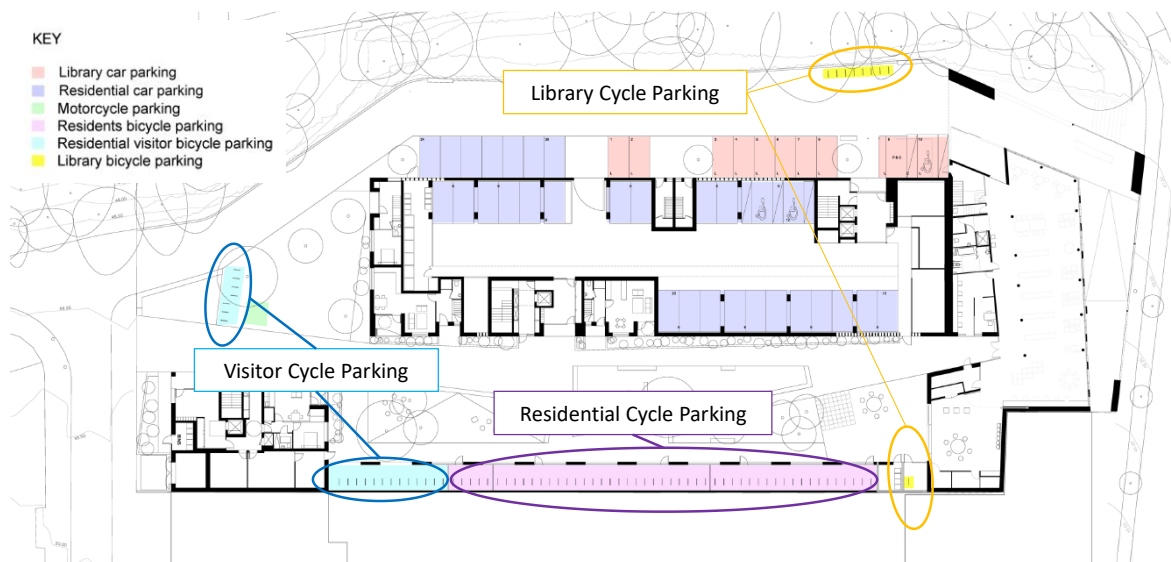 KEY
Library car parking
Residential car parking
Motorcycle parking
Residents bicycle parking
Residential visitor bicycle parking
Library bicycle parking
Library Cycle Parking
Visitor Cycle Parking
Residential Cycle Parking